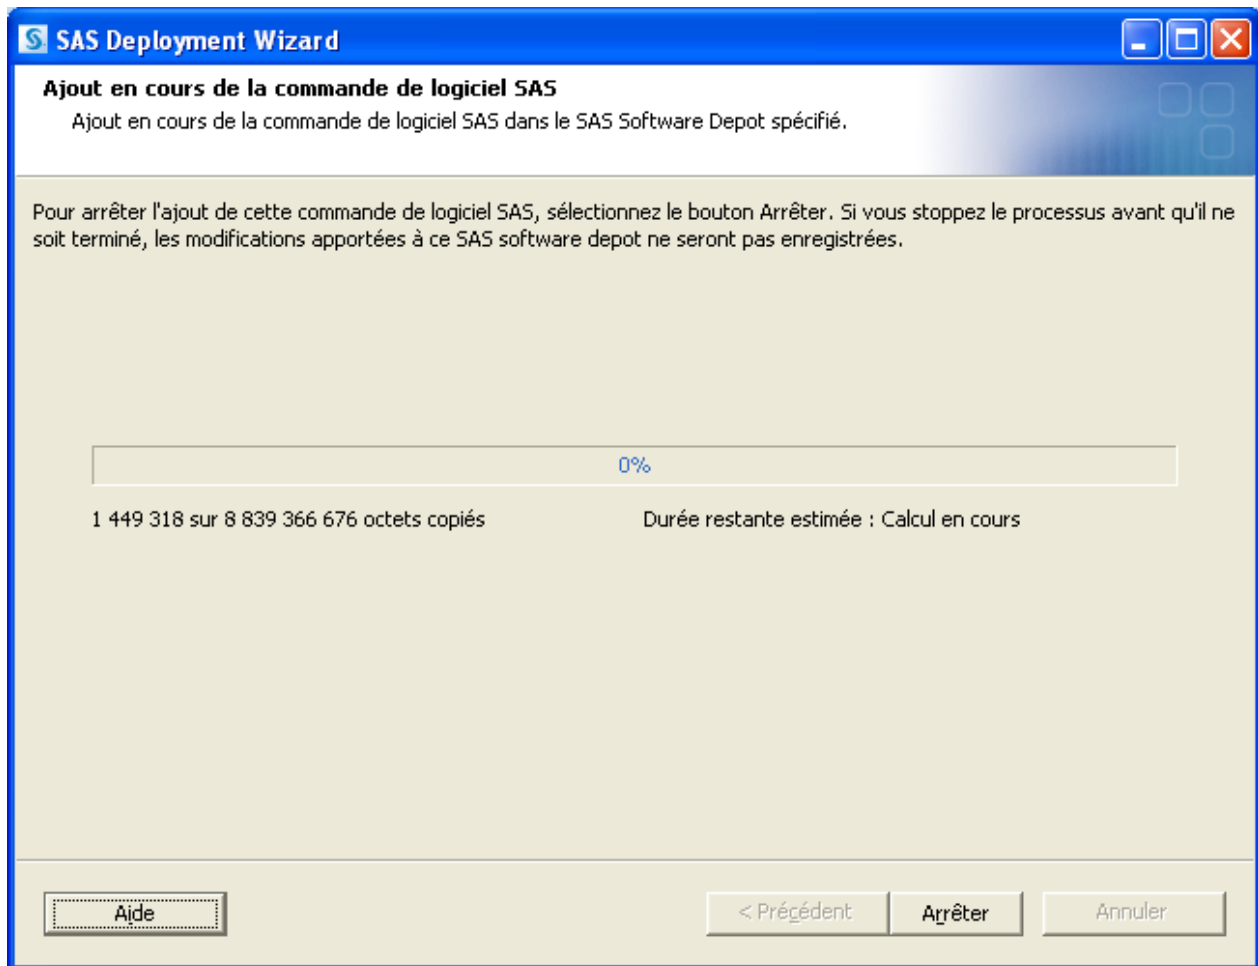 SAS Deployment Wizard
Ajout en cours de la commande de logiciel SAS
Ajout en cours de la commande de logiciel SAS dans le SAS Software Depot spécifié.
Pour arrêter l'ajout de cette commande de logiciel SAS, sélectionnez le bouton Arrêter. Si vous stoppez le processus avant qu'il ne
soit terminé, les modifications apportées à ce SAS software depot ne seront pas enregistrées.
0%
1 449 318 sur 8 839 366 676 octets copiés
Durée restante estimée : Calcul en cours
Aide
< Précédent
Arrêter
Annuler